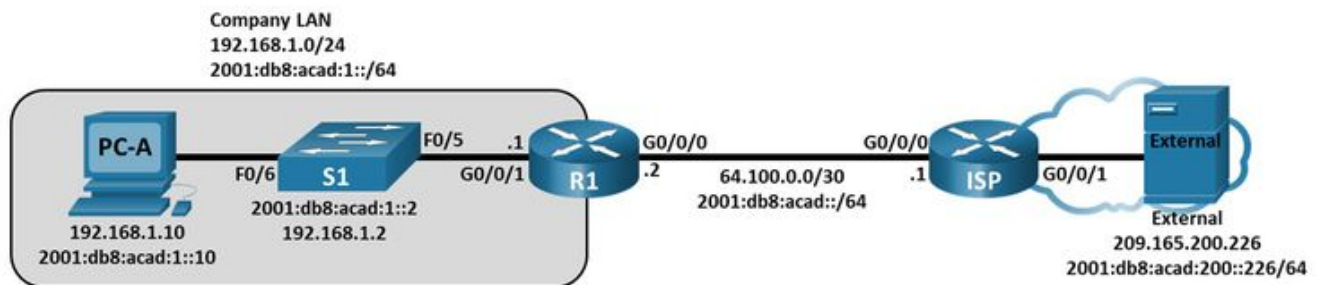 Company LAN
192.168.1.0/24
2001:db8:acad:1::/64
PC-A
F0/6
S1
F0/5
.1
G0/0/1
R1
G0/0/0
.2
64.100.0.0/30
2001:db8:acad::/64
G0/0/0
.1
ISP
G0/0/1
External
192.168.1.10
2001:db8:acad:1::10
2001:db8:acad:1::2
192.168.1.2
External
209.165.200.226
2001:db8:acad:200::226/64